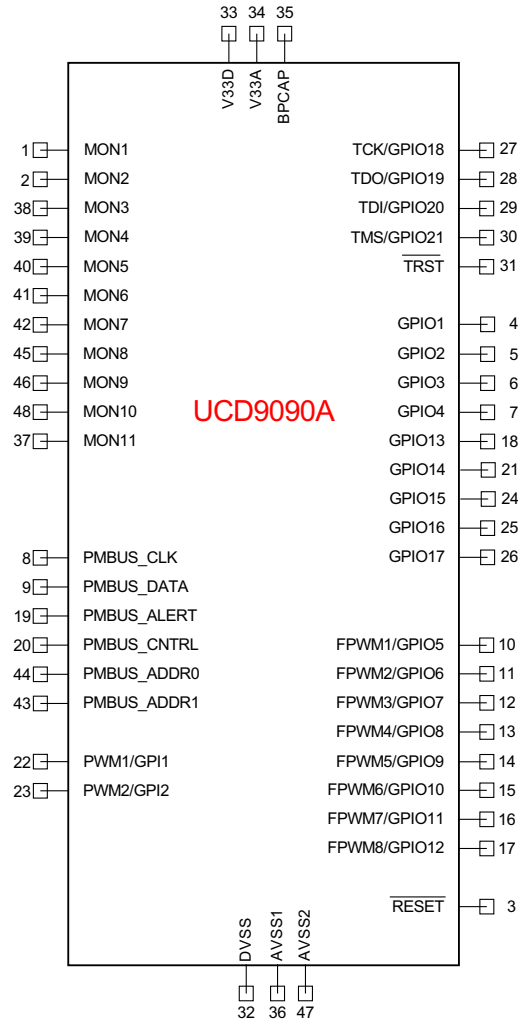 33 34 35
V33D V33A BPCAP
1 MON1 TCK/GPIO18 27
2 MON2 TDO/GPIO19 28
38 MON3 TDI/GPIO20 29
39 MON4 TMS/GPIO21 30
40 MON5 TRST 31
41 MON6
42 MON7 GPIO1 4
45 MON8 GPIO2 5
46 MON9 GPIO3 6
48 MON10 UCD9090A GPIO4 7
37 MON11 GPIO13 18
GPIO14 21
GPIO15 24
GPIO16 25
8 PMBUS_CLK GPIO17 26
9 PMBUS_DATA
19 PMBUS_ALERT
20 PMBUS_CNTRL FPWM1/GPIO5 10
44 PMBUS_ADDR0 FPWM2/GPIO6 11
43 PMBUS_ADDR1 FPWM3/GPIO7 12
FPWM4/GPIO8 13
22 PWM1/GPI1 FPWM5/GPIO9 14
23 PWM2/GPI2 FPWM6/GPIO10 15
FPWM7/GPIO11 16
FPWM8/GPIO12 17
RESET 3
DVSS AVSS1 AVSS2
32 36 47